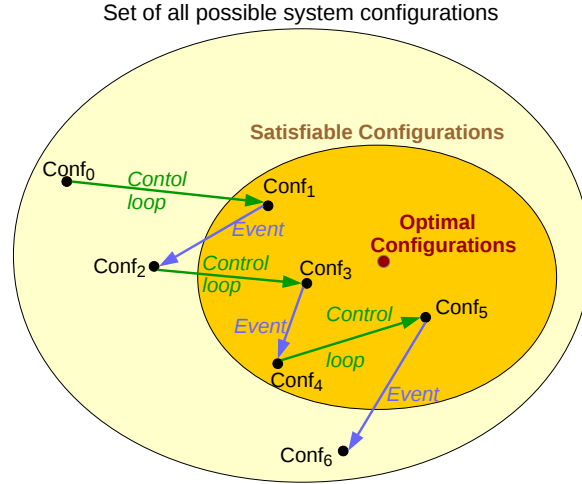 Set of all possible system configurations
Satisfiable Configurations
Conf₀
Contol
loop
Conf₁
Event
Optimal
Configurations
Conf₂
Control
loop
Conf₃
Event
Control
loop
Conf₅
Conf₄
Event
Conf₆